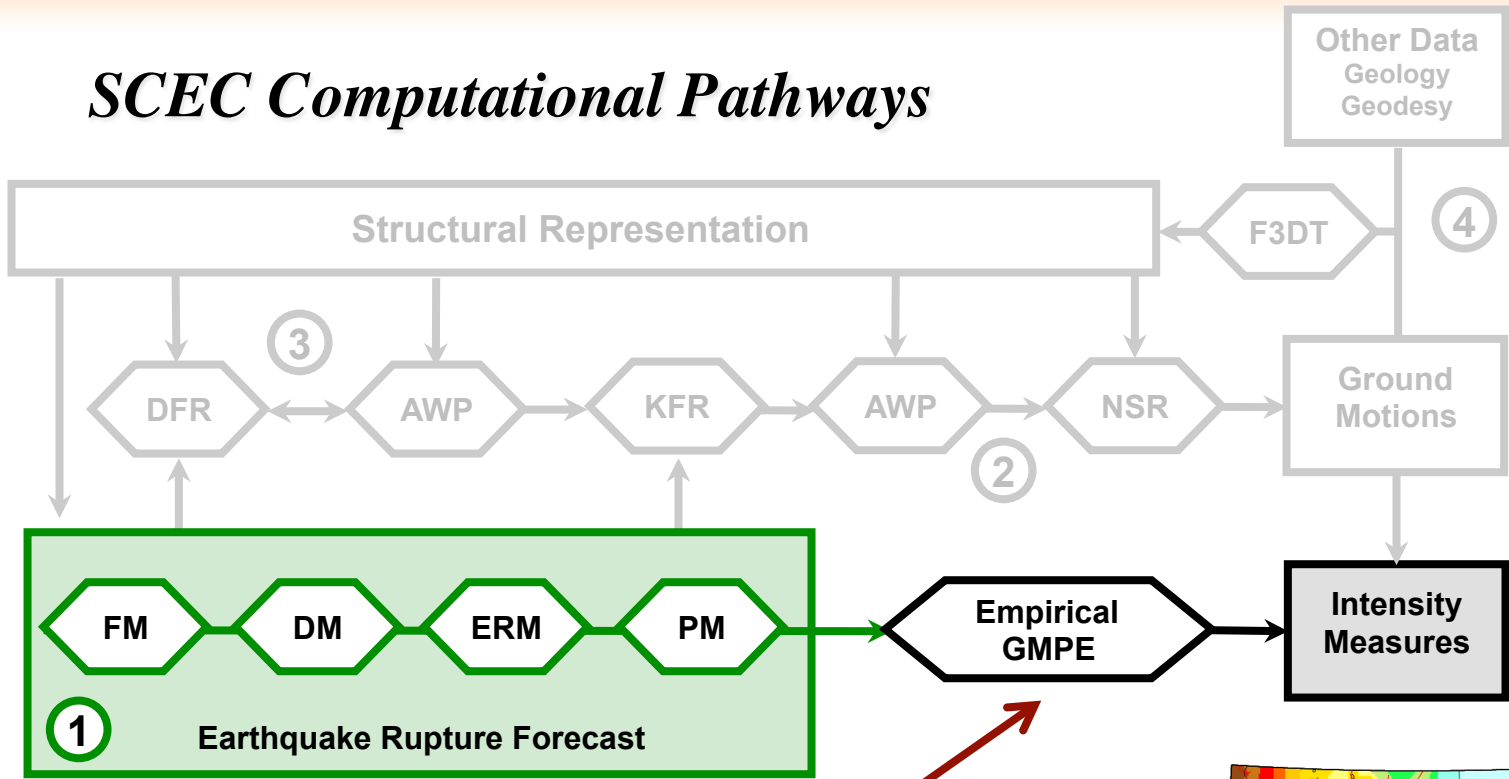 SCEC Computational Pathways
Other Data
Geology
Geodesy
Structural Representation
F3DT
4
3
DFR
AWP
KFR
AWP
NSR
Ground
Motions
2
FM
DM
ERM
PM
Empirical
GMPE
Intensity
Measures
1
Earthquake Rupture Forecast